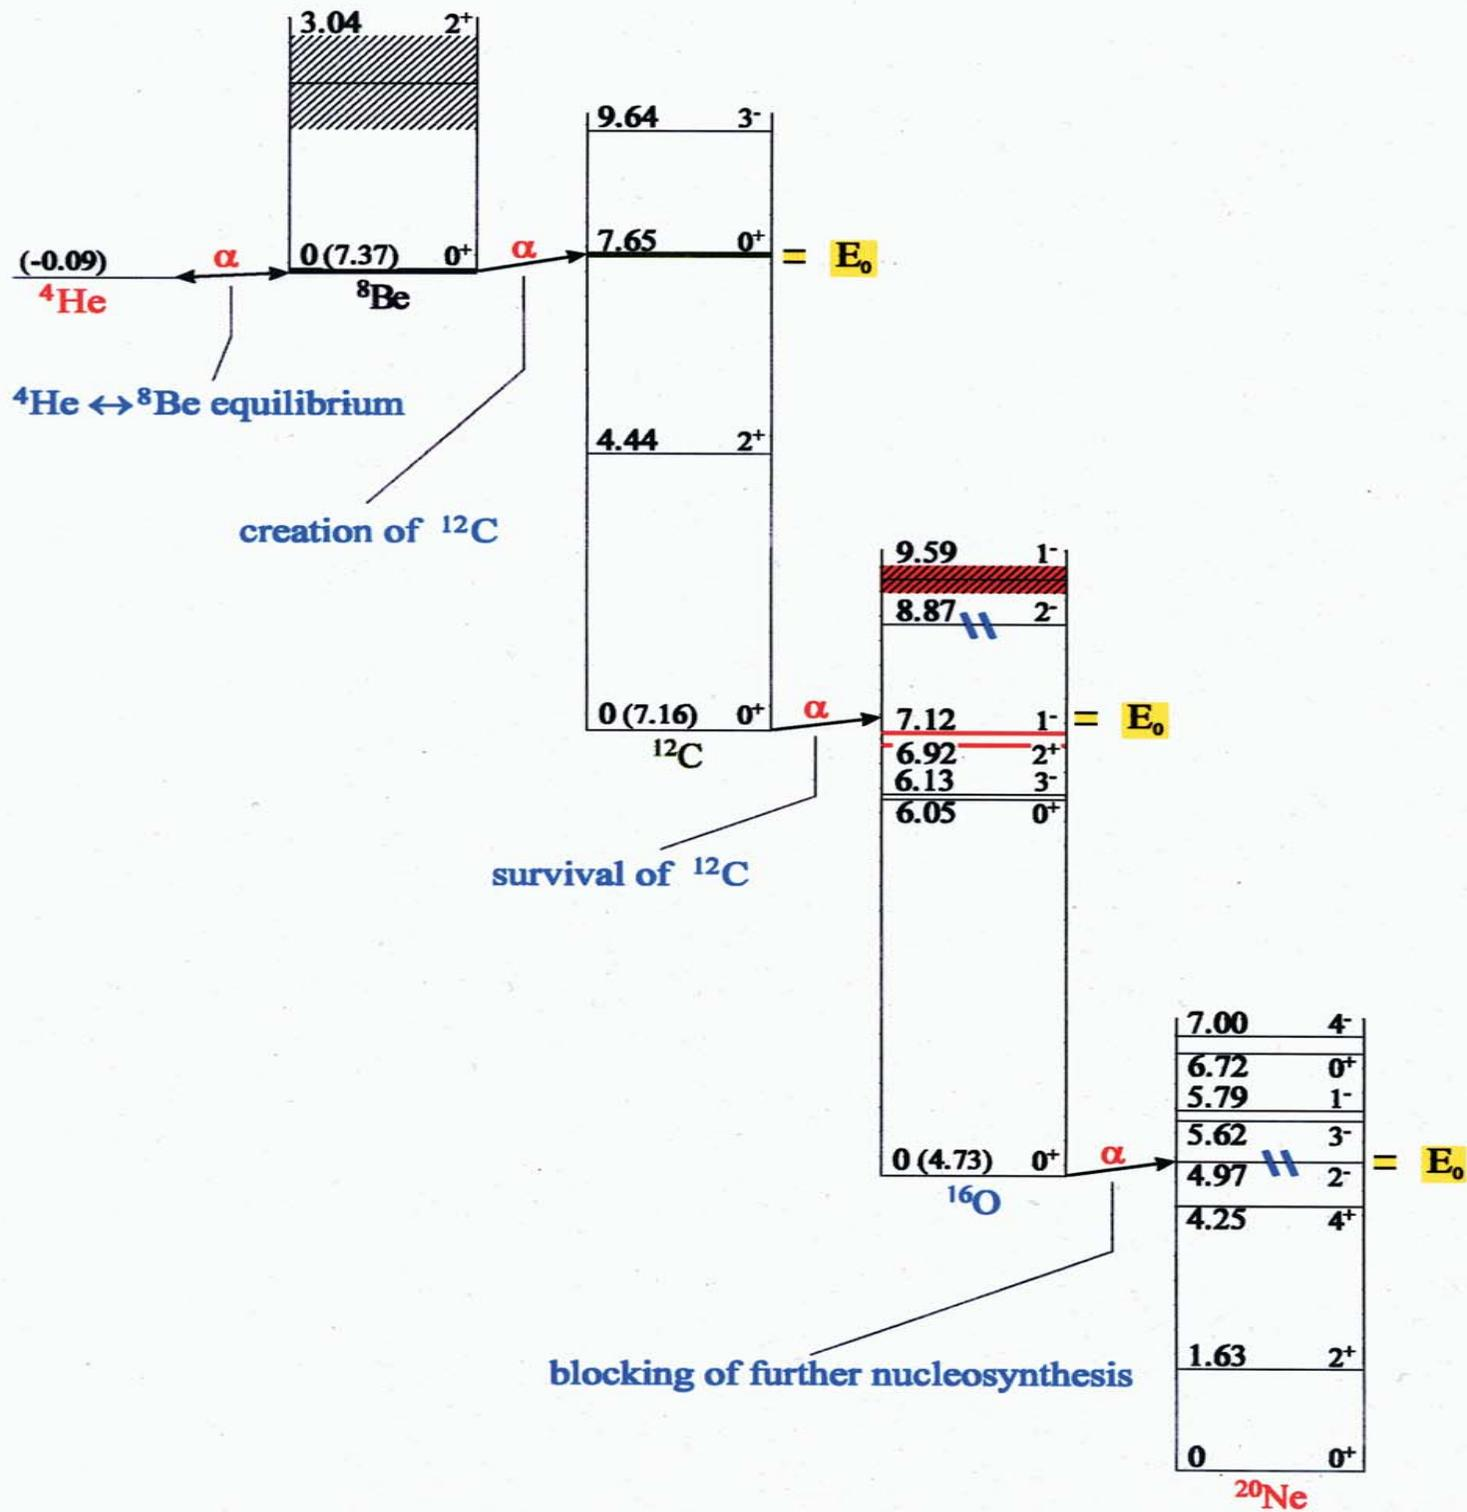 3.04 2⁺
(-0.09) α 0 (7.37) 0⁺ α
⁴He
⁸Be
⁴He ↔ ⁸Be equilibrium
creation of ¹²C
9.64 3⁻
7.65 0⁺ = E₀
4.44 2⁺
0 (7.16) 0⁺ α
¹²C
survival of ¹²C
9.59 1⁻
8.87 2⁻
7.12 1⁻ = E₀
6.92 2⁺
6.13 3⁻
6.05 0⁺
0 (4.73) 0⁺ α
¹⁶O
blocking of further nucleosynthesis
7.00 4⁻
6.72 0⁺
5.79 1⁻
5.62 3⁻
= E₀
4.97 2⁻
4.25 4⁺
1.63 2⁺
0 0⁺
²⁰Ne